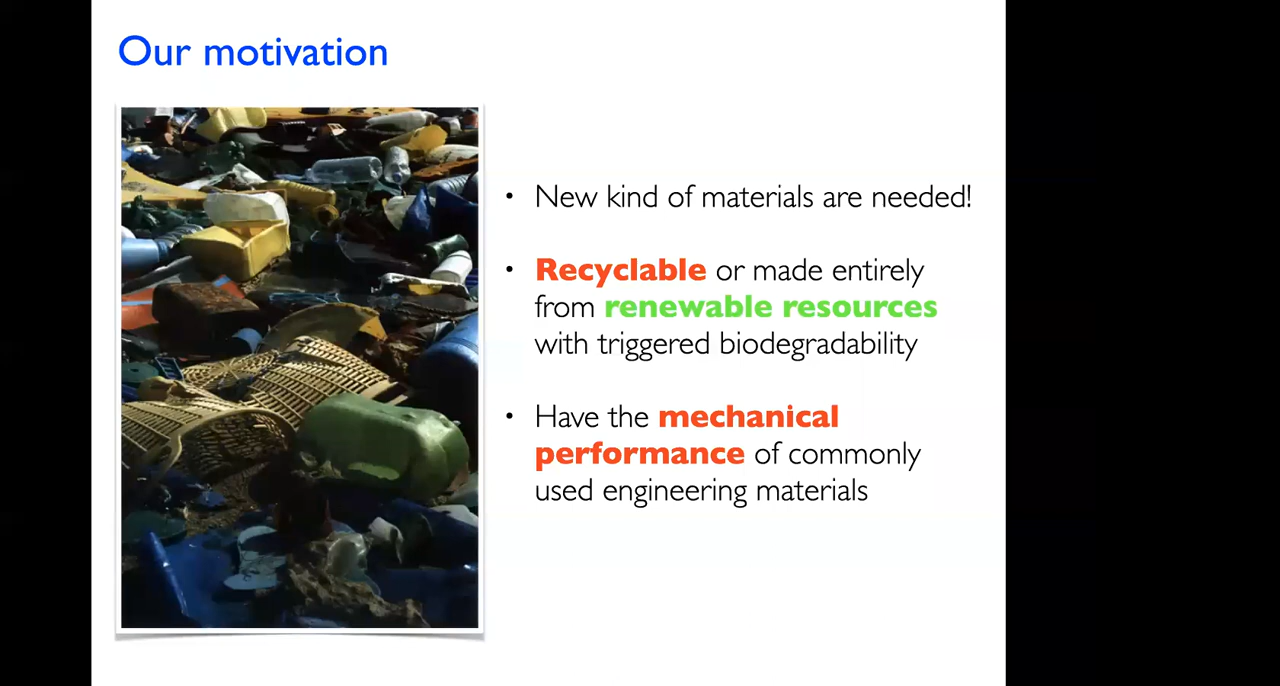 Our motivation
• New kind of materials are needed!
• Recyclable or made entirely
from renewable resources
with triggered biodegradability
• Have the mechanical
performance of commonly
used engineering materials